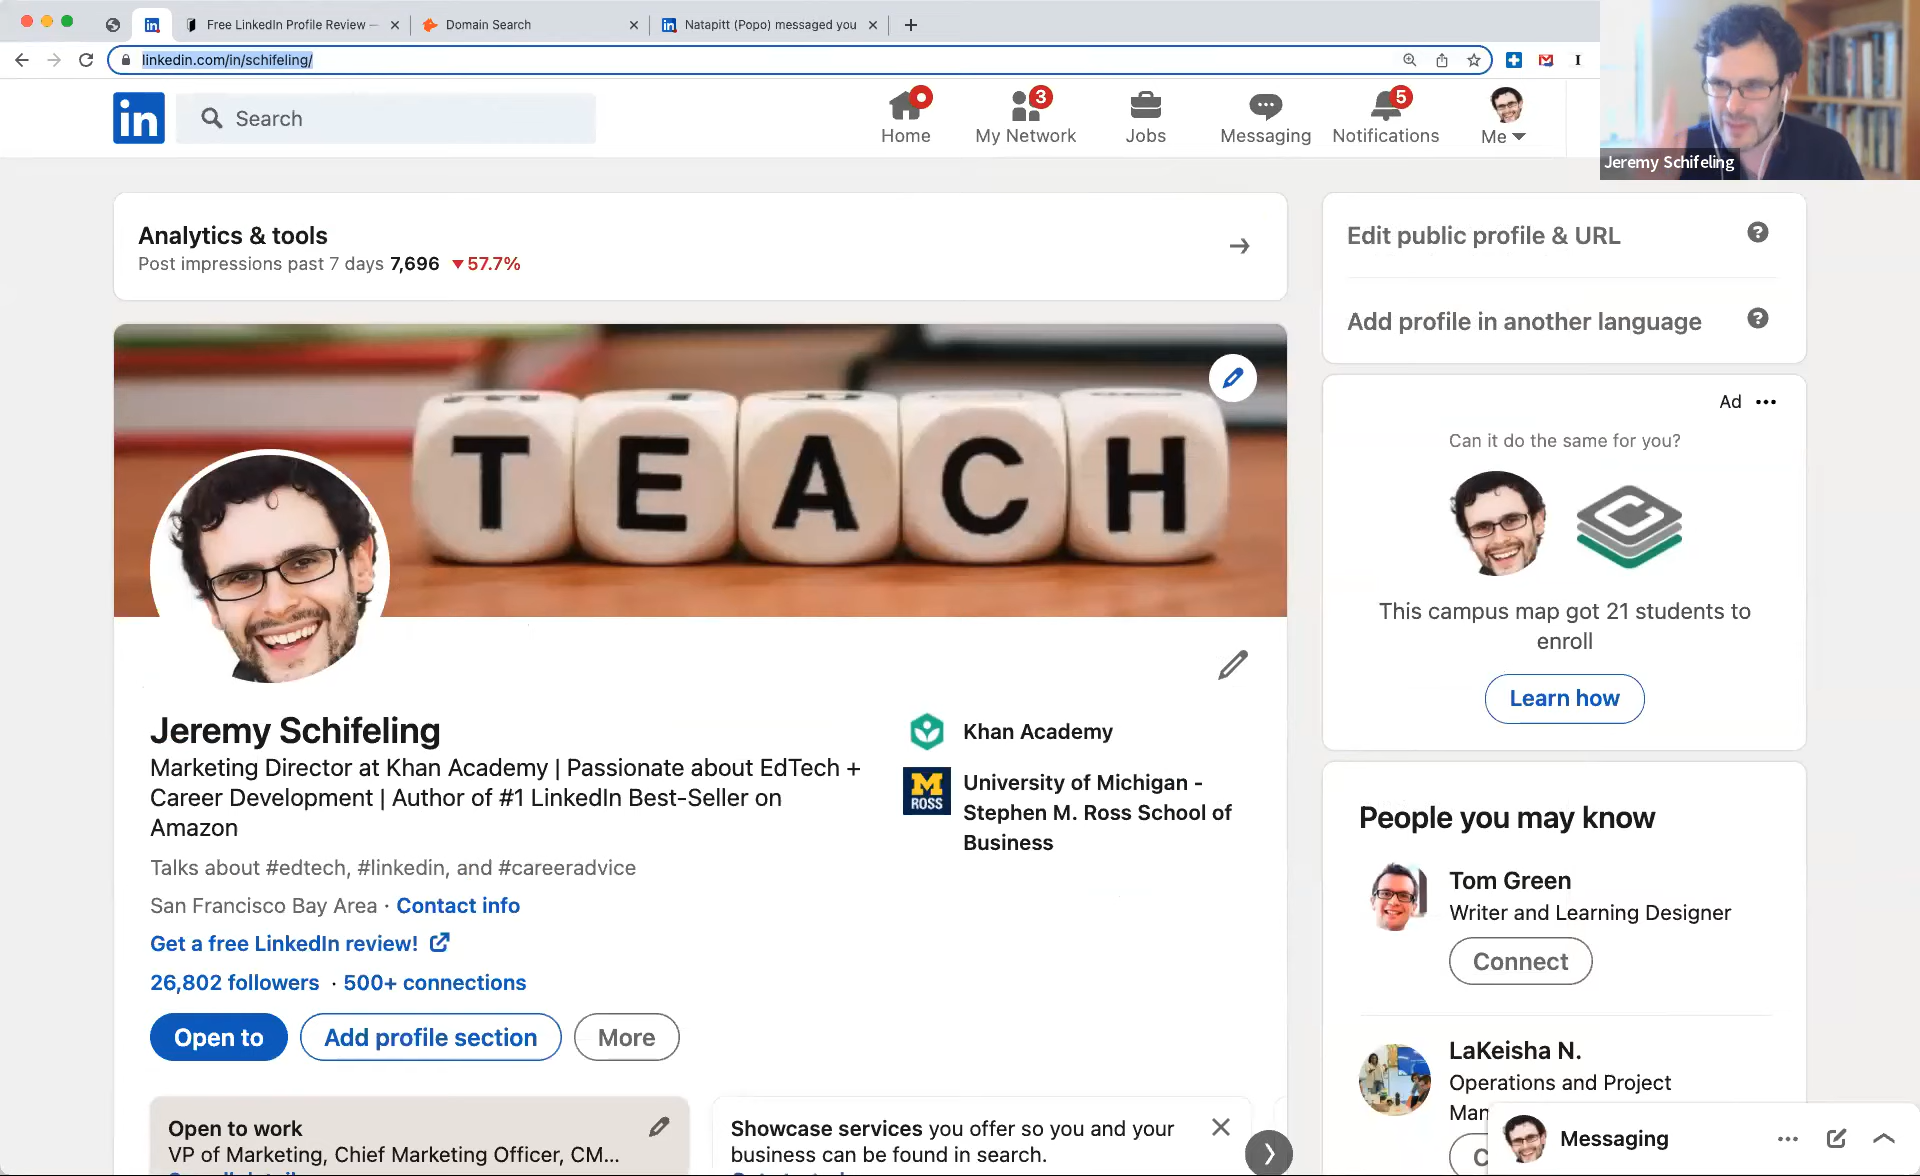 Free LinkedIn Profile Review —
Domain Search
Natapitt (Popo) messaged you
linkedin.com/in/schifeling/
in
Search
Home
3
My Network
Jobs
Messaging
5
Notifications
Me
Jeremy Schifeling
Analytics & tools
Post impressions past 7 days 7,696 ▼57.7%
TEACH
Jeremy Schifeling
Marketing Director at Khan Academy | Passionate about EdTech +
Career Development | Author of #1 LinkedIn Best-Seller on
Amazon
Talks about #edtech, #linkedin, and #careeradvice
San Francisco Bay Area · Contact info
Get a free LinkedIn review!
26,802 followers · 500+ connections
Open to
Add profile section
More
Khan Academy
M
ROSS
University of Michigan -
Stephen M. Ross School of
Business
Open to work
VP of Marketing, Chief Marketing Officer, CM...
Showcase services you offer so you and your
business can be found in search.
Edit public profile & URL
Add profile in another language
Ad
Can it do the same for you?
This campus map got 21 students to
enroll
Learn how
People you may know
Tom Green
Writer and Learning Designer
Connect
LaKeisha N.
Operations and Project
Messaging